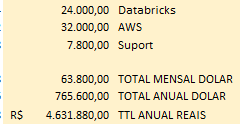 24.000,00 Databricks
32.000,00 AWS
7.800,00 Suport
63.800,00 TOTAL MENSAL DOLAR
765.600,00 TOTAL ANUAL DOLAR
R$ 4.631.880,00 TTL ANUAL REAIS